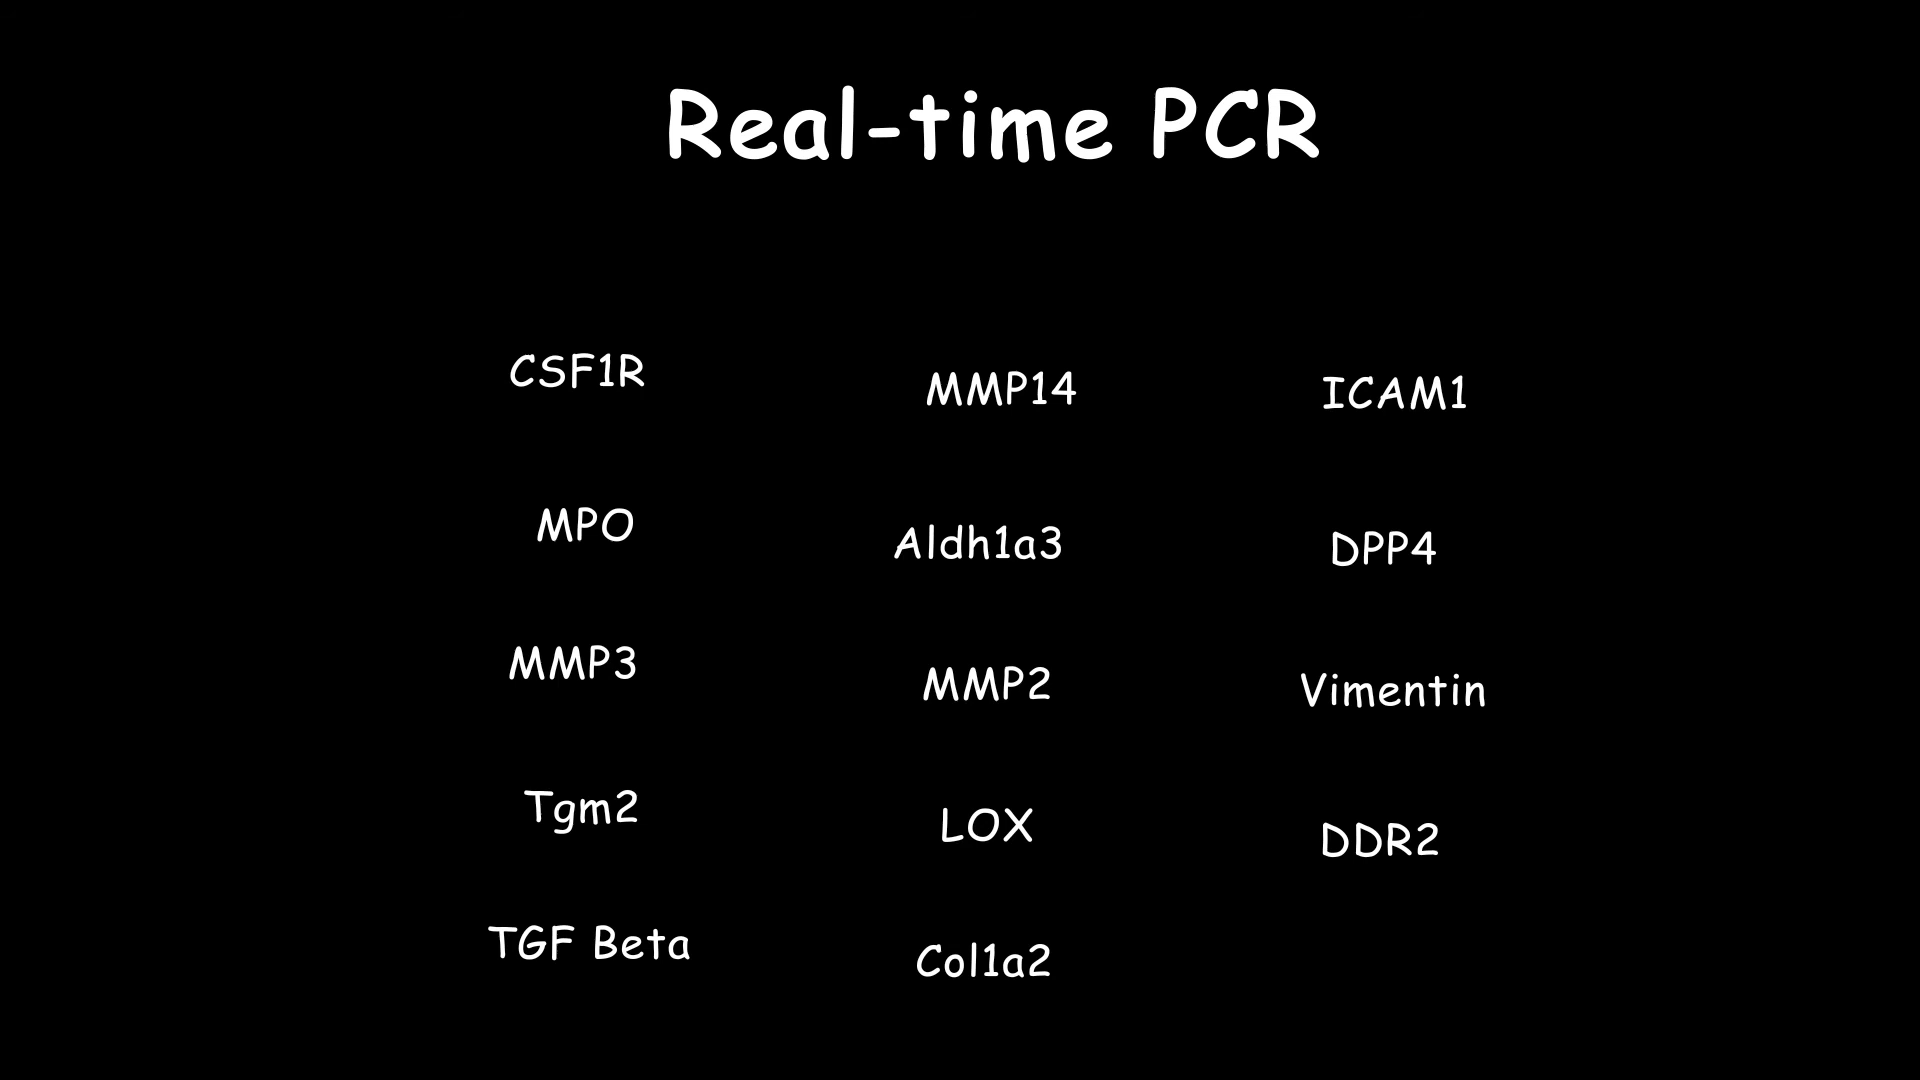 Real-time PCR
CSF1R
MMP14
ICAM1
MPO
Aldh1a3
DPP4
MMP3
MMP2
Vimentin
Tgm2
LOX
DDR2
TGF Beta
Col1a2